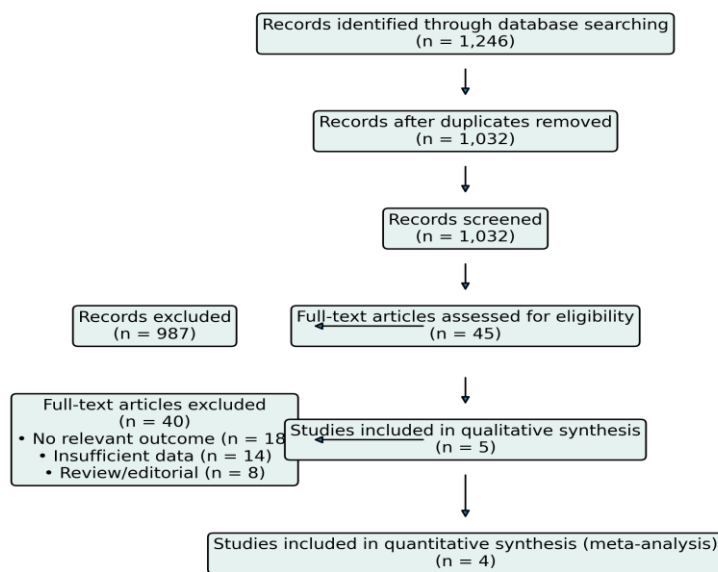 Records identified through database searching
(n = 1,246)
Records after duplicates removed
(n = 1,032)
Records screened
(n = 1,032)
Records excluded
(n = 987)
Full-text articles assessed for eligibility
(n = 45)
Full-text articles excluded
(n = 40)
• No relevant outcome (n = 18
• Insufficient data (n = 14)
• Review/editorial (n = 8)
Studies included in qualitative synthesis
(n = 5)
Studies included in quantitative synthesis (meta-analysis)
(n = 4)